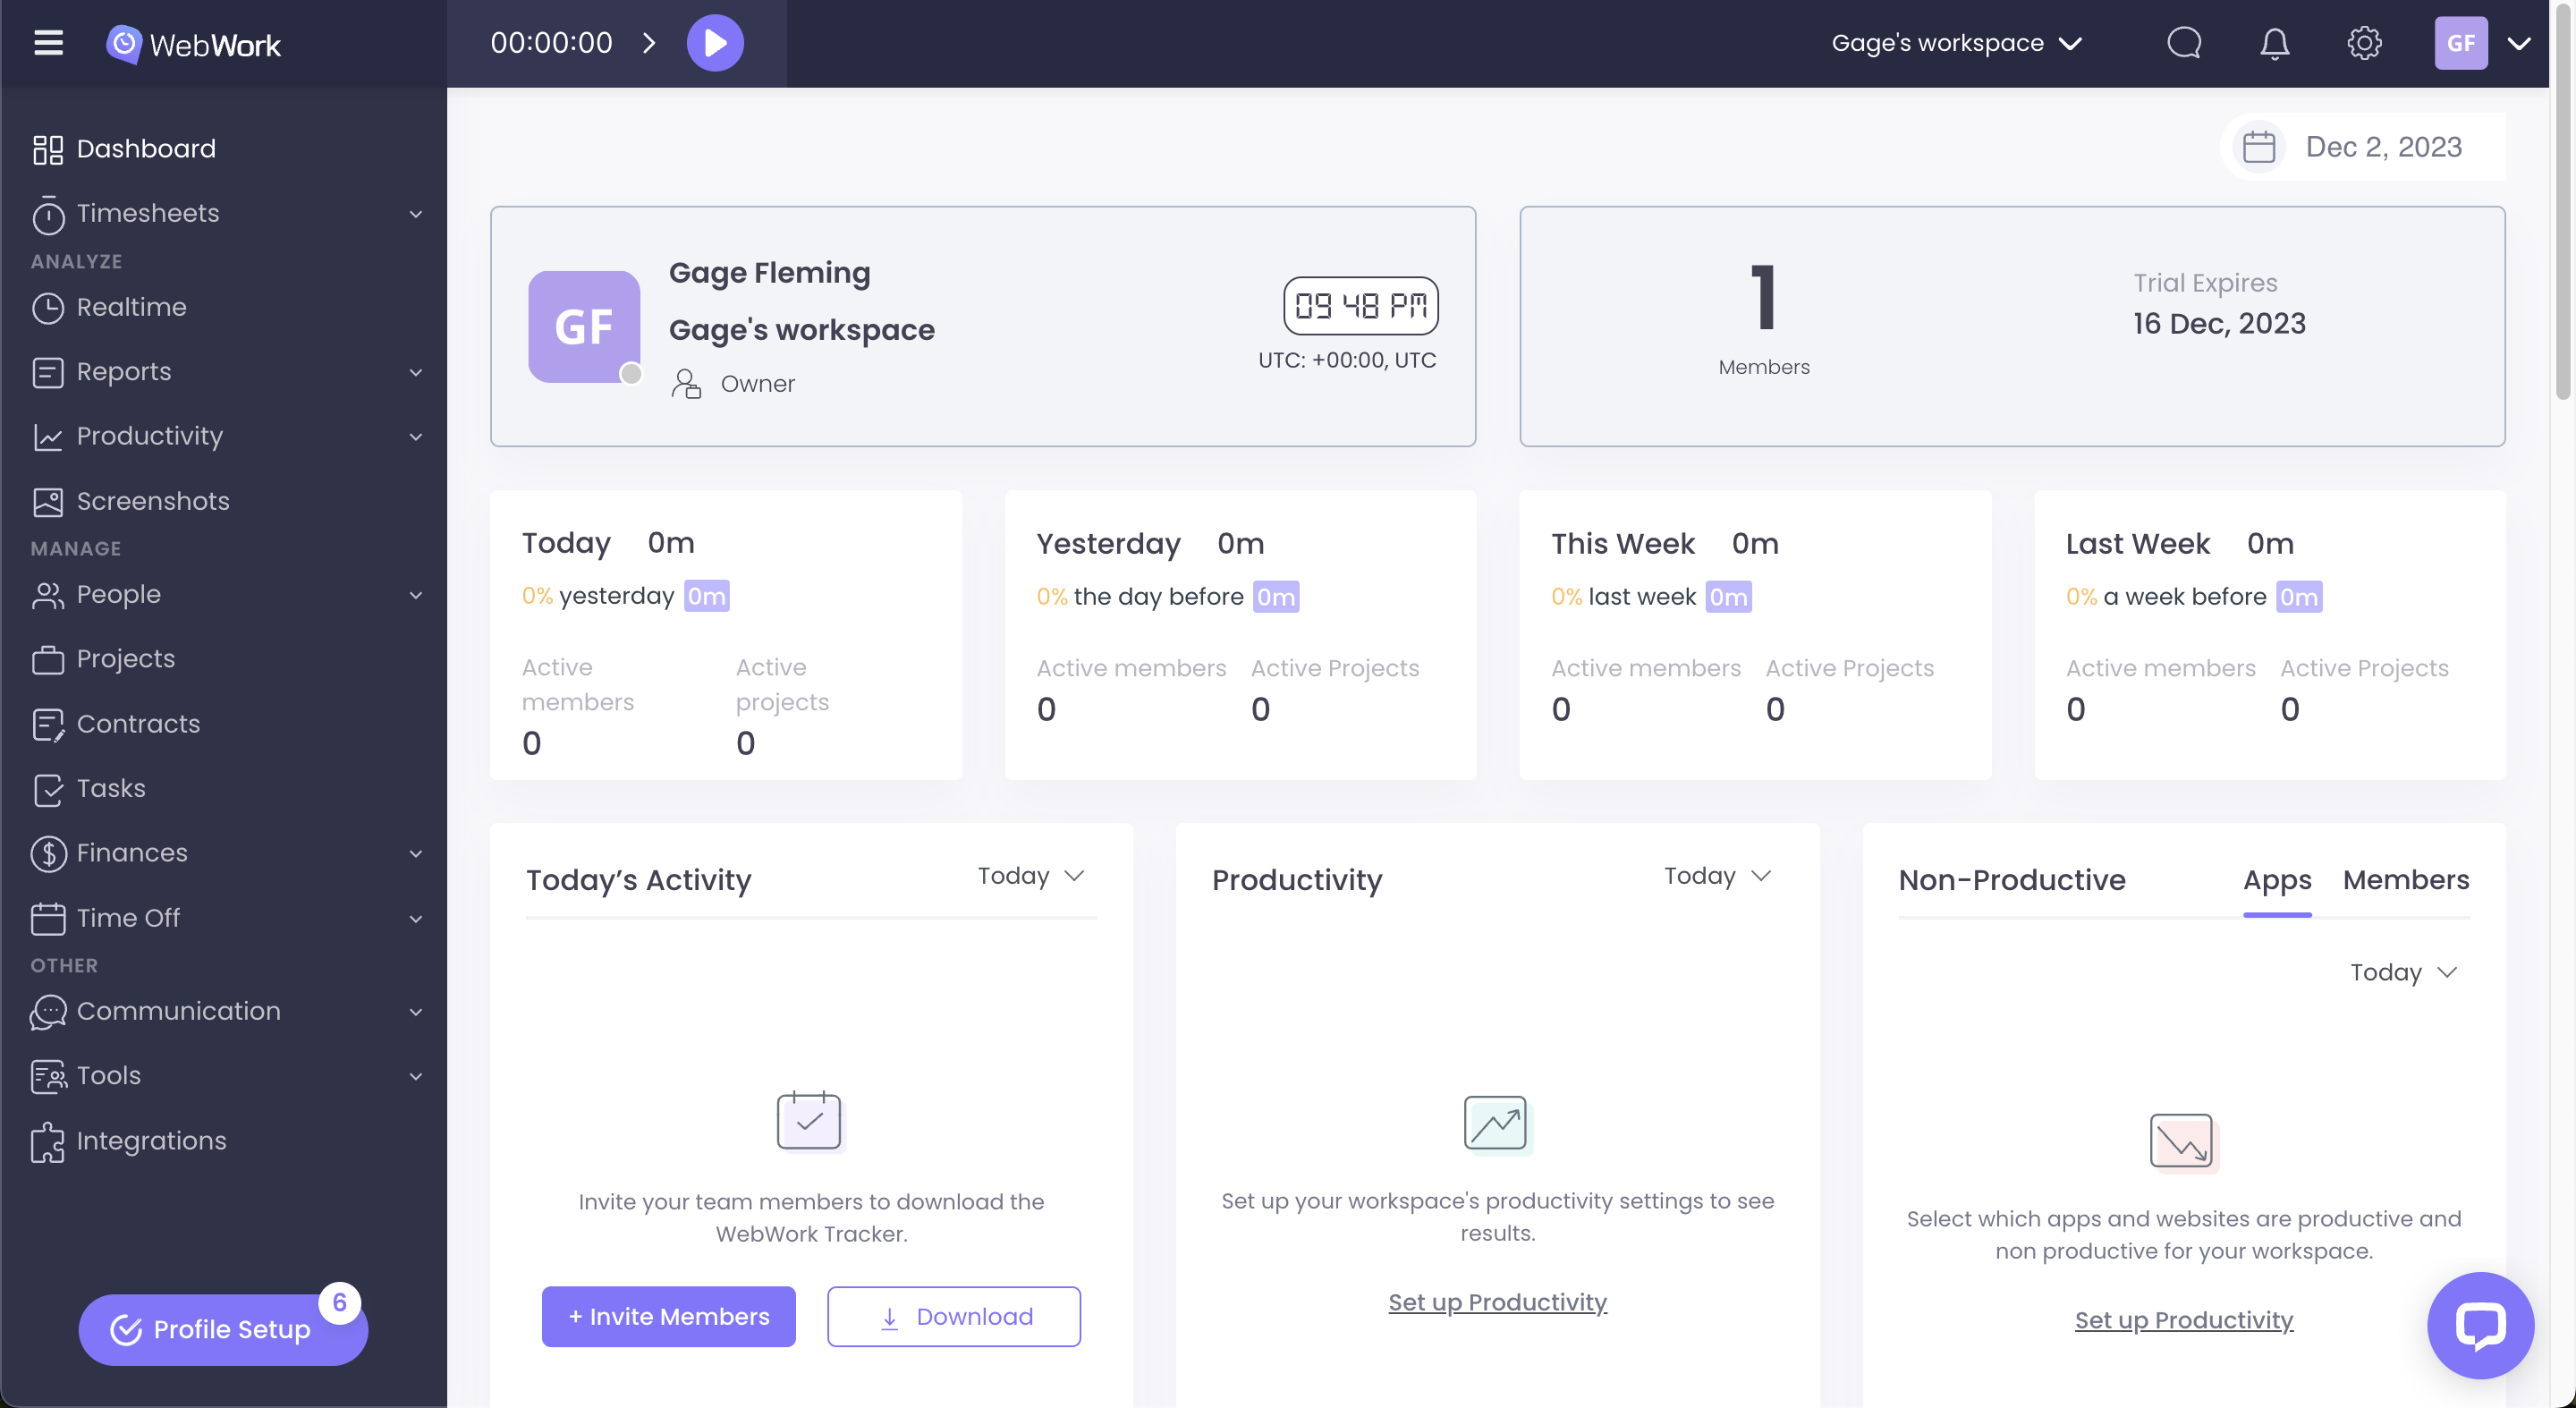 WebWork
00:00:00
Gage's workspace
GF
Dashboard
Timesheets
ANALYZE
Realtime
Reports
Productivity
Screenshots
MANAGE
People
Projects
Contracts
Tasks
Finances
Time Off
OTHER
Communication
Tools
Integrations
Profile Setup
6
Dec 2, 2023
GF
Gage Fleming
Gage's workspace
Owner
09 48 PM
UTC: +00:00, UTC
1
Members
Trial Expires
16 Dec, 2023
Today 0m
0% yesterday 0m
Active members
0
Active projects
0
Yesterday 0m
0% the day before 0m
Active members
0
Active Projects
0
This Week 0m
0% last week 0m
Active members
0
Active Projects
0
Last Week 0m
0% a week before 0m
Active members
0
Active Projects
0
Today’s Activity
Today
Invite your team members to download the
WebWork Tracker.
+ Invite Members
Download
Productivity
Today
Set up your workspace's productivity settings to see
results.
Set up Productivity
Non-Productive
Apps
Members
Today
Select which apps and websites are productive and
non productive for your workspace.
Set up Productivity